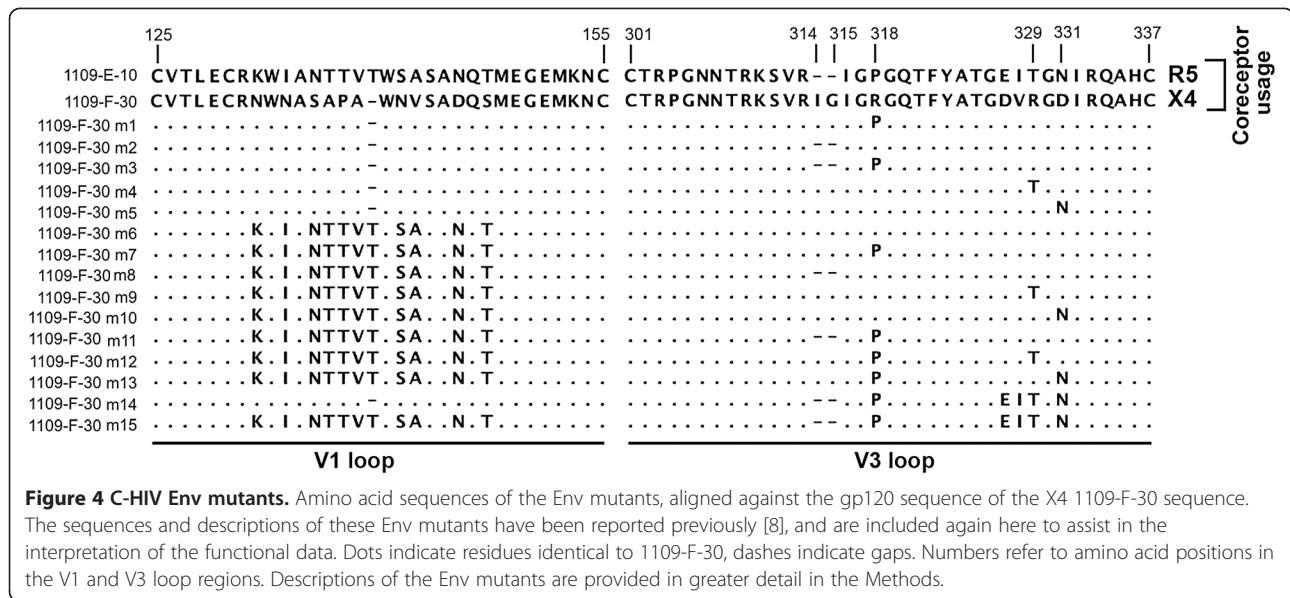 125 155 301 314 315 318 329 331 337
1109-E-10 CVTLECRKWIANTTVTWSASANQTMEGEMKNC CTRPGNNTRKSVR--IGPGQTFYATGEITGNIRQAHC R5
1109-F-30 CVTLECRNWNASAPA-WNVSADQSMEGEMKNC CTRPGNNTRKSVRIGIGRGQTFYATGDVRGDIRQAHC X4
Coreceptor
usage
1109-F-30 m1 ...............-................ .................P...................
1109-F-30 m2 ...............-................ .............--......................
1109-F-30 m3 ...............-................ .............--..P...................
1109-F-30 m4 ...............-................ ............................T........
1109-F-30 m5 ...............-................ ..............................N......
1109-F-30 m6 .......K.I.NTTVT.SA..N.T........ .....................................
1109-F-30 m7 .......K.I.NTTVT.SA..N.T........ .................P...................
1109-F-30 m8 .......K.I.NTTVT.SA..N.T........ .............--......................
1109-F-30 m9 .......K.I.NTTVT.SA..N.T........ ............................T........
1109-F-30 m10 .......K.I.NTTVT.SA..N.T........ ..............................N......
1109-F-30 m11 .......K.I.NTTVT.SA..N.T........ .............--..P...................
1109-F-30 m12 .......K.I.NTTVT.SA..N.T........ .................P..........T........
1109-F-30 m13 .......K.I.NTTVT.SA..N.T........ .................P............N......
1109-F-30 m14 ...............-................ .............--..P........EIT.N......
1109-F-30 m15 .......K.I.NTTVT.SA..N.T........ .............--..P........EIT.N......
V1 loop V3 loop
Figure 4 C-HIV Env mutants. Amino acid sequences of the Env mutants, aligned against the gp120 sequence of the X4 1109-F-30 sequence.
The sequences and descriptions of these Env mutants have been reported previously [8], and are included again here to assist in the
interpretation of the functional data. Dots indicate residues identical to 1109-F-30, dashes indicate gaps. Numbers refer to amino acid positions in
the V1 and V3 loop regions. Descriptions of the Env mutants are provided in greater detail in the Methods.